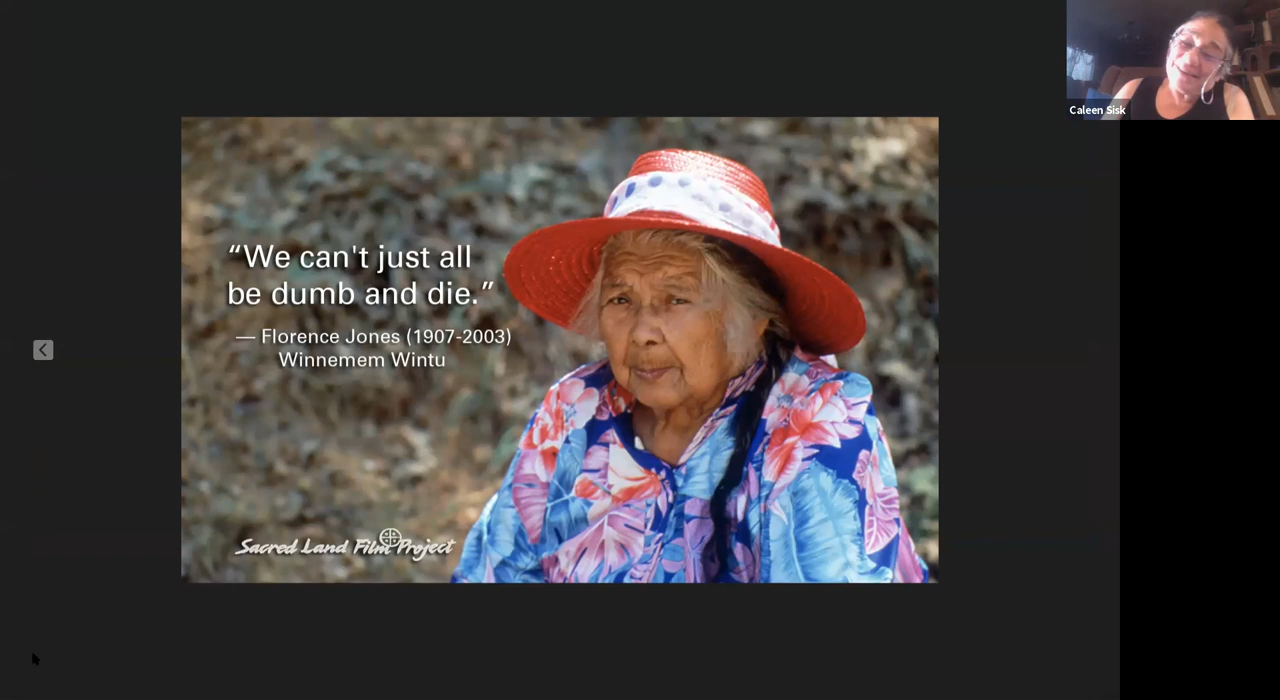 Caleen Sisk
“We can't just all
be dumb and die.”
— Florence Jones (1907-2003)
Winnemem Wintu
Sacred Land Film Project